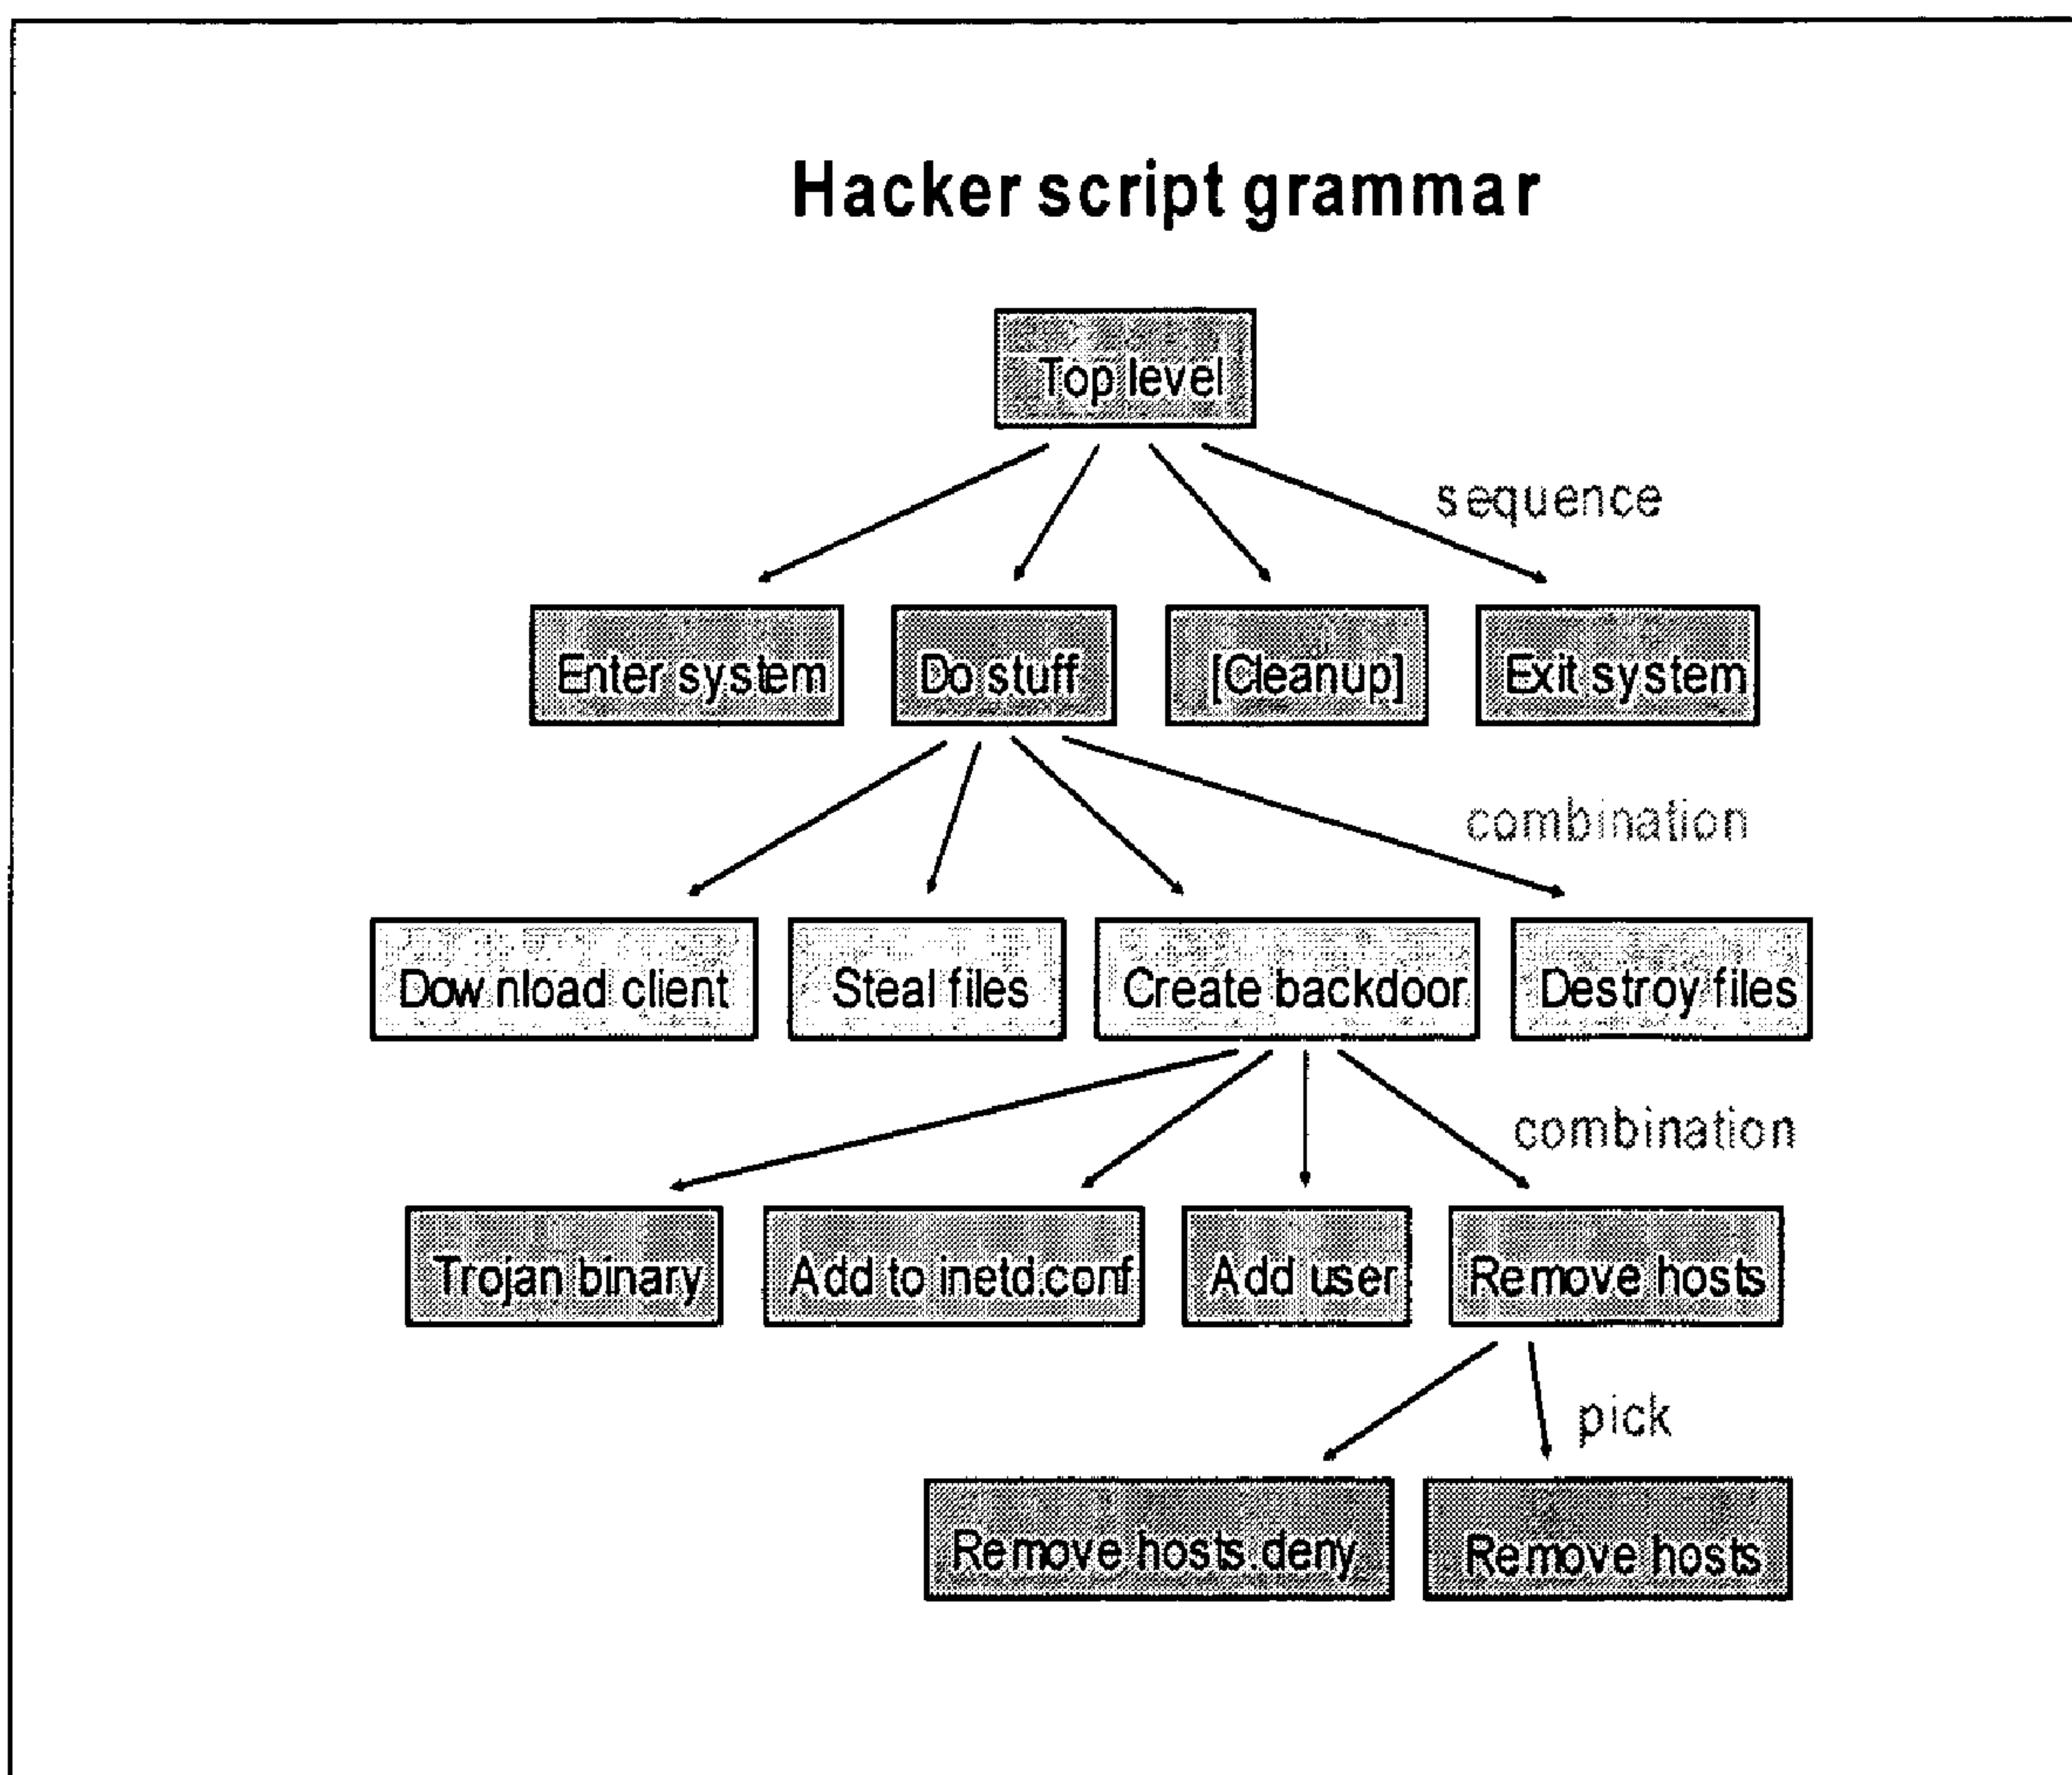 Hacker script grammar
Top level
sequence
Enter system
Do stuff
[Cleanup]
Exit system
combination
Dow nload client
Steal files
Create backdoor
Destroy files
combination
Trojan binary
Add to inetd.conf
Add user
Remove hosts
pick
Remove hosts.deny
Remove hosts